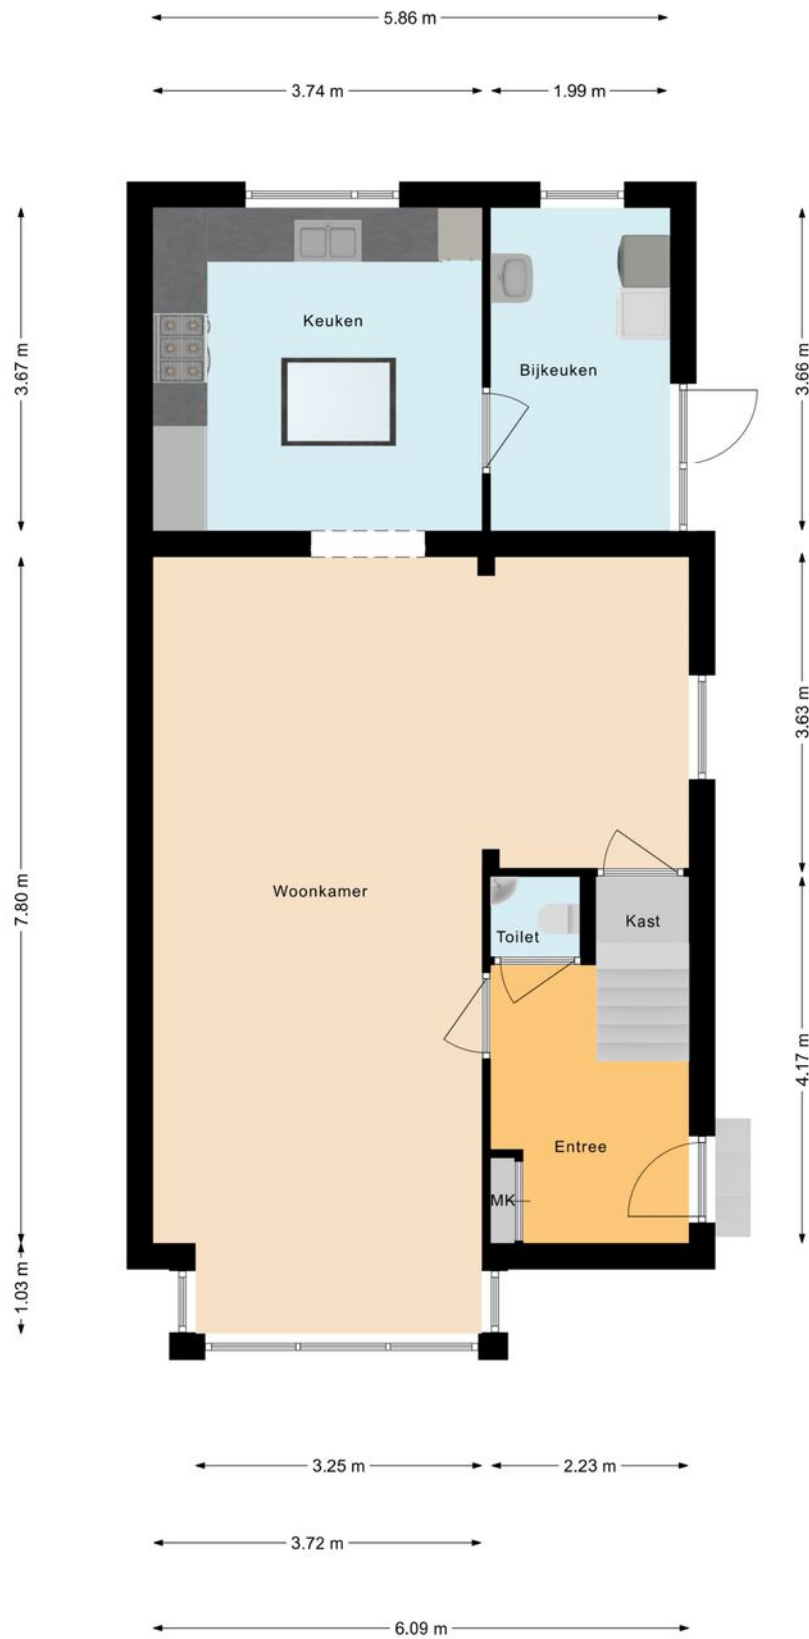 5.86 m
3.74 m
1.99 m
3.67 m
3.66 m
Keuken
Bijkeuken
3.63 m
7.80 m
Woonkamer
Toilet
Kast
4.17 m
Entree
MK
1.03 m
3.25 m
2.23 m
3.72 m
6.09 m